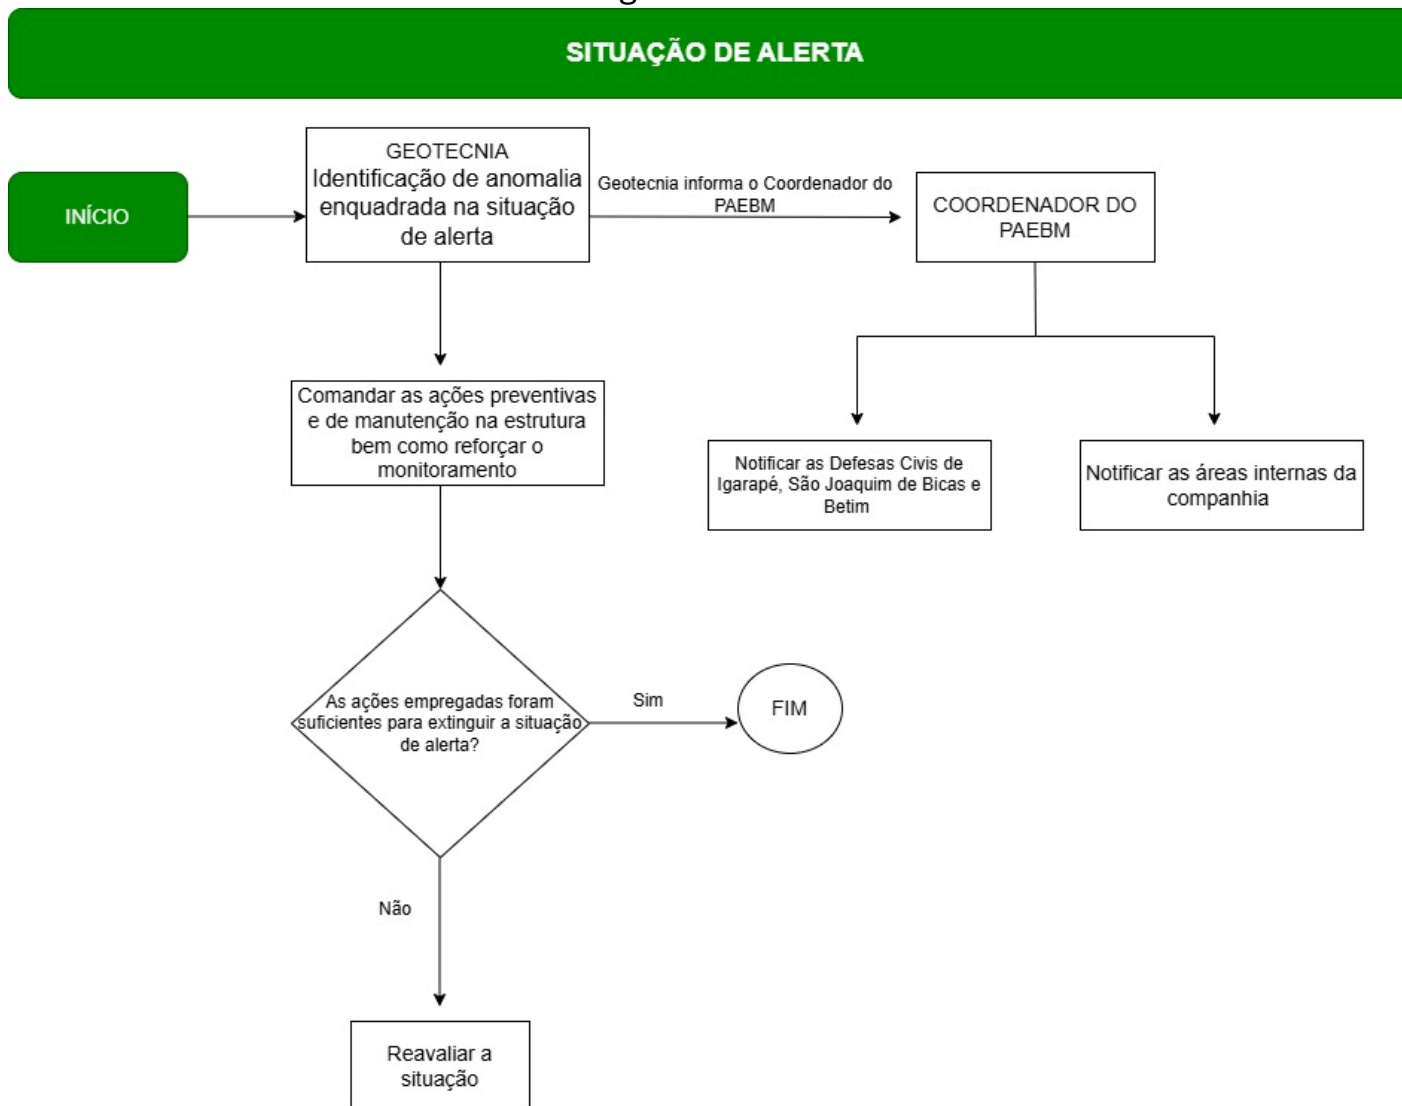 SITUAÇÃO DE ALERTA
INÍCIO
GEOTECNIA
Identificação de anomalia
enquadrada na situação
de alerta
Geotecnia informa o Coordenador do
PAEBM
COORDENADOR DO
PAEBM
Comandar as ações preventivas
e de manutenção na estrutura
bem como reforçar o
monitoramento
Notificar as Defesas Civis de
Igarapé, São Joaquim de Bicas e
Betim
Notificar as áreas internas da
companhia
As ações empregadas foram
suficientes para extinguir a situação
de alerta?
Sim
FIM
Não
Reavaliar a
situação